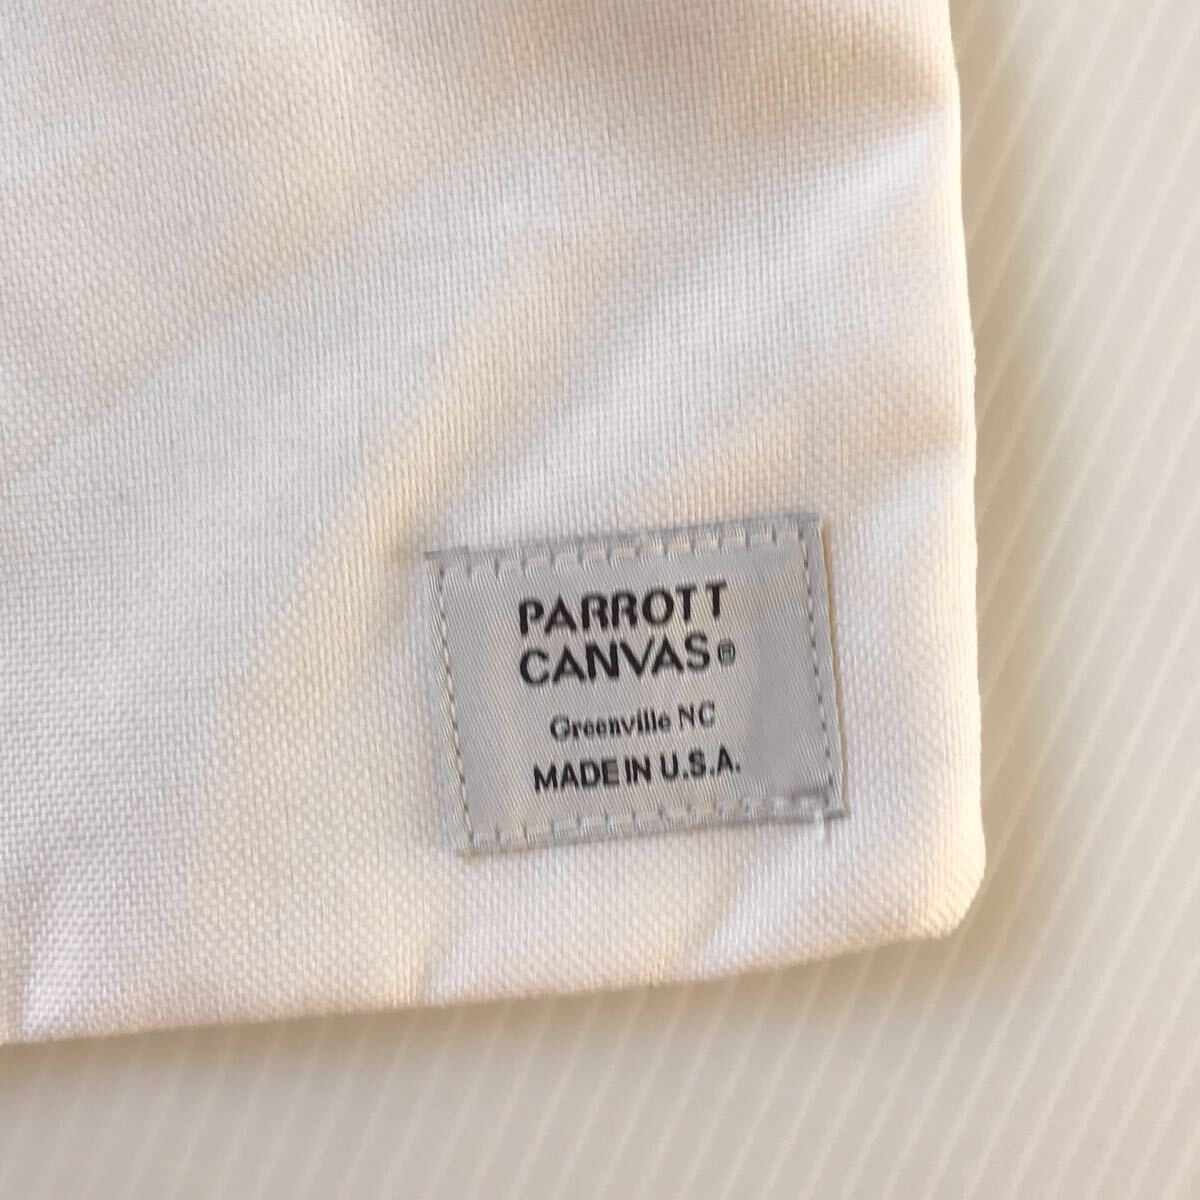 PARROTT
CANVAS®
Greenville NC
MADE IN U.S.A.